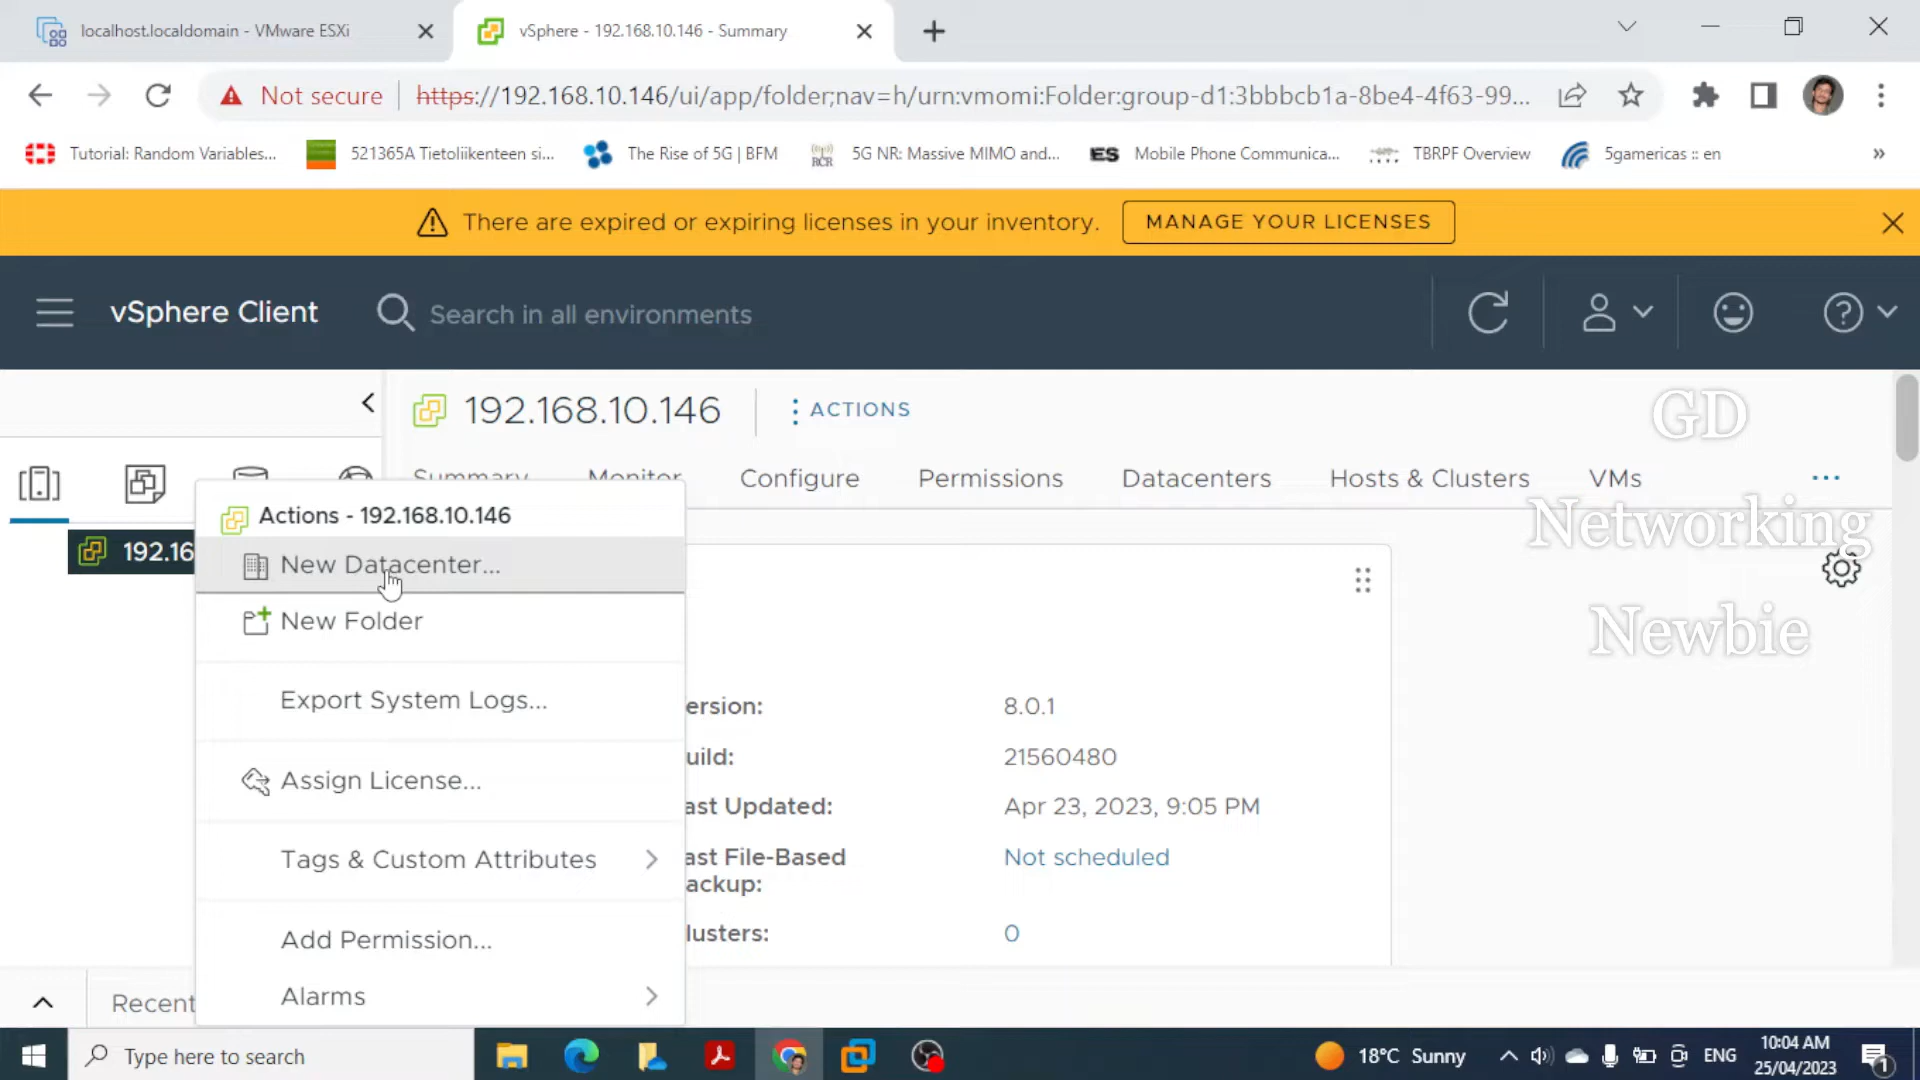 localhost.localdomain - VMware ESXi
vSphere - 192.168.10.146 - Summary
Not secure
https://192.168.10.146/ui/app/folder;nav=h/urn:vmomi:Folder:group-d1:3bbbcb1a-8be4-4f63-99...
Tutorial: Random Variables...
521365A Tietoliikenteen si...
The Rise of 5G | BFM
RCR
5G NR: Massive MIMO and...
ES
Mobile Phone Communica...
TBRPF Overview
5gamericas :: en
»
There are expired or expiring licenses in your inventory.
MANAGE YOUR LICENSES
vSphere Client
Search in all environments
192.168.10.146
ACTIONS
GD
Summary
Monitor
Configure
Permissions
Datacenters
Hosts & Clusters
VMs
...
Networking
Newbie
192.16
Actions - 192.168.10.146
New Datacenter...
New Folder
Export System Logs...
Assign License...
Tags & Custom Attributes
Add Permission...
Alarms
ersion:
8.0.1
uild:
21560480
ast Updated:
Apr 23, 2023, 9:05 PM
ast File-Based
ackup:
Not scheduled
lusters:
0
Recent
Type here to search
18°C Sunny
ENG
10:04 AM
25/04/2023
1